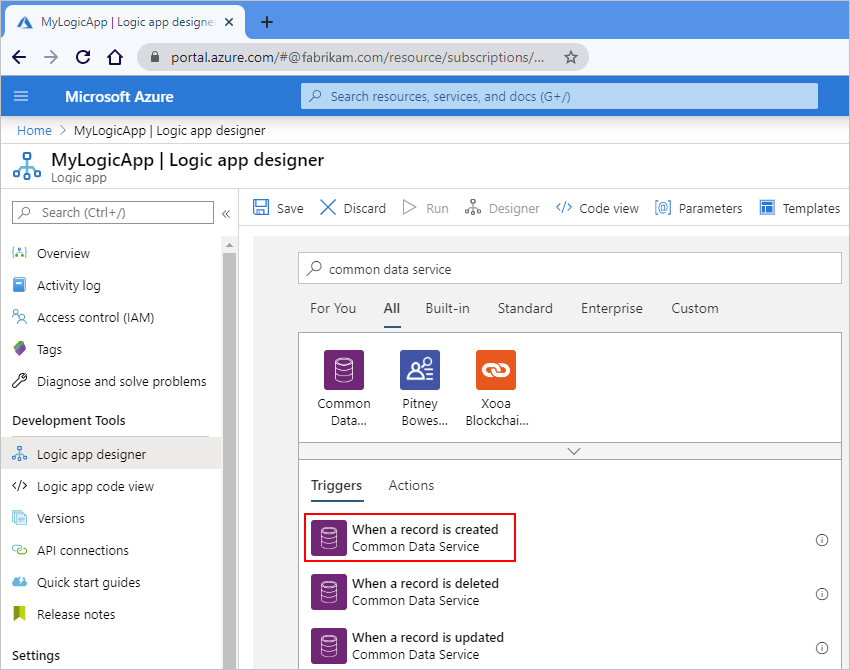 MyLogicApp | Logic app designe
portal.azure.com/#@fabrikam.com/resource/subscriptions/...
Microsoft Azure
Search resources, services, and docs (G+/)
Home > MyLogicApp | Logic app designer
MyLogicApp | Logic app designer
Logic app
Search (Ctrl+/)
«
Save
Discard
Run
Designer
Code view
Parameters
Templates
Overview
Activity log
Access control (IAM)
Tags
Diagnose and solve problems
Development Tools
Logic app designer
Logic app code view
Versions
API connections
Quick start guides
Release notes
Settings
common data service
For You
All
Built-in
Standard
Enterprise
Custom
Common
Data...
Pitney
Bowes...
Xooa
Blockchai...
Triggers
Actions
When a record is created
Common Data Service
When a record is deleted
Common Data Service
When a record is updated
Common Data Service